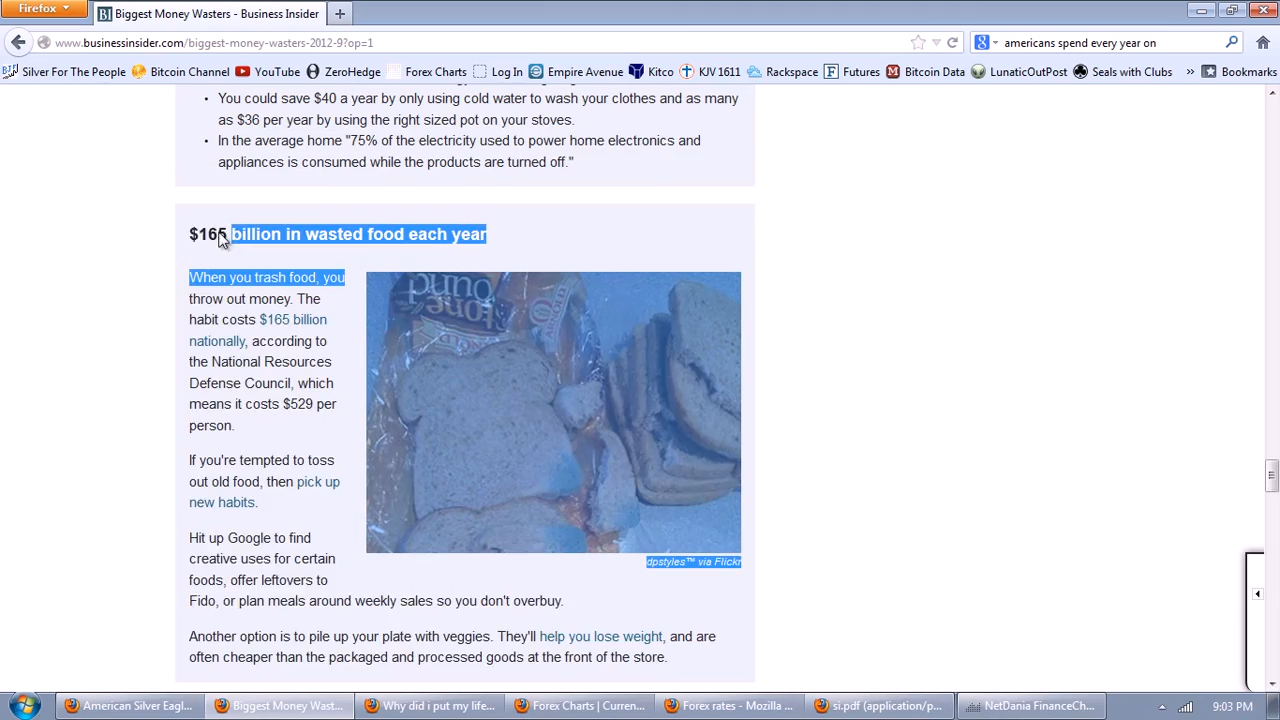 Firefox
Biggest Money Wasters - Business Insider
www.businessinsider.com/biggest-money-wasters-2012-9?op=1
americans spend every year on
Silver For The People
Bitcoin Channel
YouTube
ZeroHedge
Forex Charts
Log In
Empire Avenue
Kitco
KJV 1611
Rackspace
Futures
Bitcoin Data
LunaticOutPost
Seals with Clubs
Bookmarks
• You could save $40 a year by only using cold water to wash your clothes and as many
as $36 per year by using the right sized pot on your stoves.
• In the average home "75% of the electricity used to power home electronics and
appliances is consumed while the products are turned off."
$165 billion in wasted food each year
When you trash food, you
throw out money. The
habit costs $165 billion
nationally, according to
the National Resources
Defense Council, which
means it costs $529 per
person.
If you're tempted to toss
out old food, then pick up
new habits.
dpstyles™ via Flickr
Hit up Google to find
creative uses for certain
foods, offer leftovers to
Fido, or plan meals around weekly sales so you don't overbuy.
Another option is to pile up your plate with veggies. They'll help you lose weight, and are
often cheaper than the packaged and processed goods at the front of the store.
American Silver Eagl...
Biggest Money Wast...
Why did i put my life...
Forex Charts | Curren...
Forex rates - Mozilla ...
si.pdf (application/p...
NetDania FinanceCh...
9:03 PM